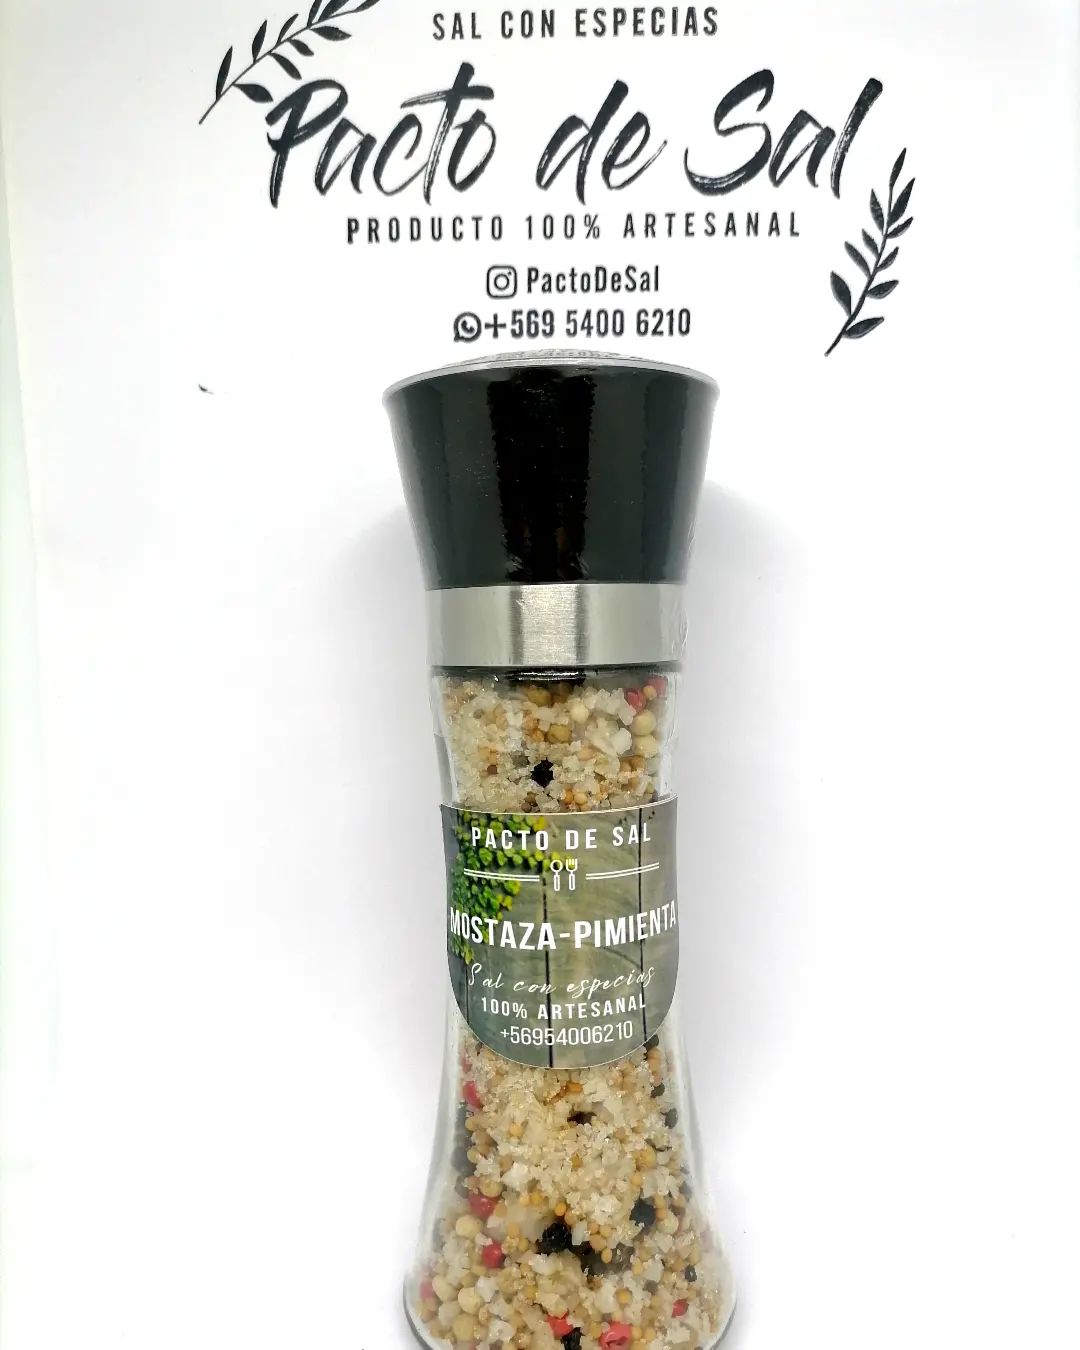 SAL CON ESPECIAS
Pacto de Sal
PRODUCTO 100% ARTESANAL
PactoDeSal
+569 5400 6210
PACTO DE SAL
MOSTAZA-PIMIENTA
Sal con especias
100% ARTESANAL
+56954006210